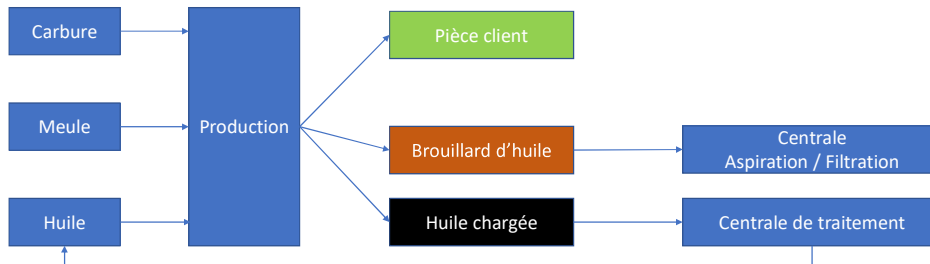 Carbure
Pièce client
Meule
Production
Brouillard d’huile
Centrale
Aspiration / Filtration
Huile
Huile chargée
Centrale de traitement